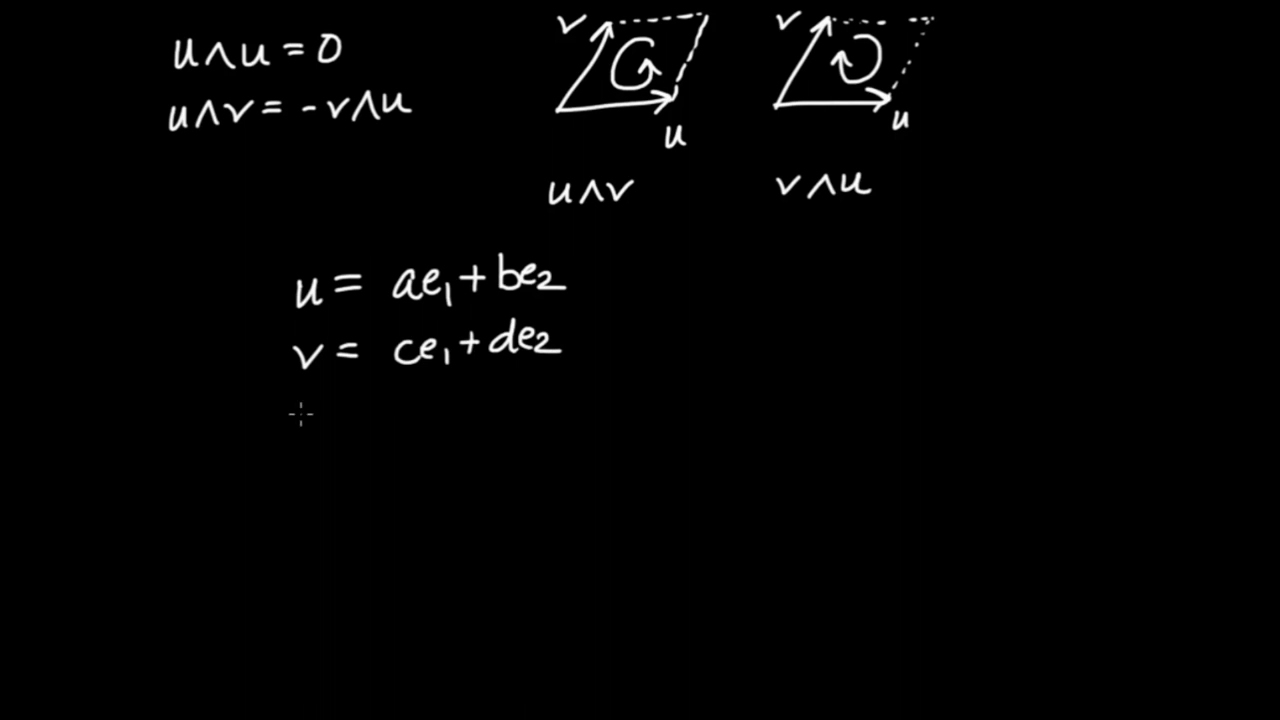 u∧u = 0
u∧v = -v∧u
v
u
u∧v
v
u
v∧u
u = ae₁ + be₂
v = ce₁ + de₂